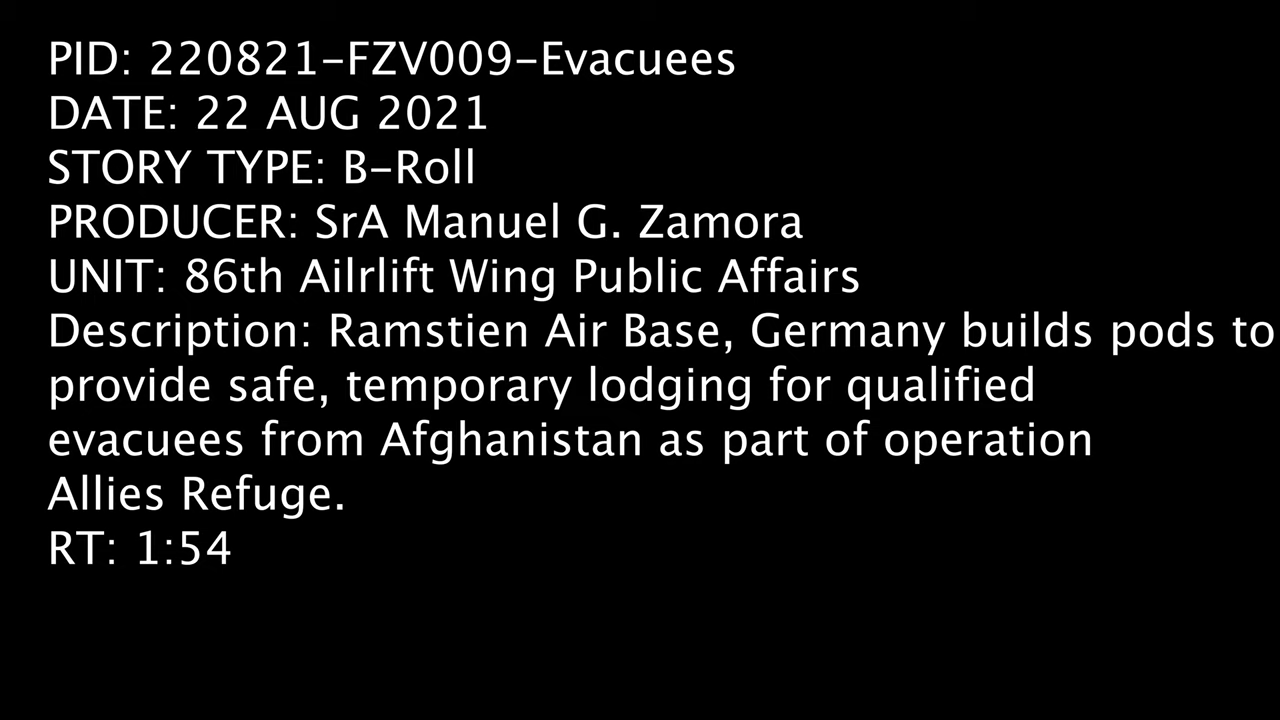 PID: 220821-FZV009-Evacuees
DATE: 22 AUG 2021
STORY TYPE: B-Roll
PRODUCER: SrA Manuel G. Zamora
UNIT: 86th Ailrlift Wing Public Affairs
Description: Ramstien Air Base, Germany builds pods to
provide safe, temporary lodging for qualified
evacuees from Afghanistan as part of operation
Allies Refuge.
RT: 1:54